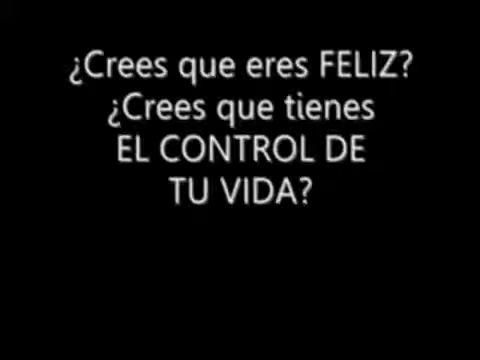 ¿Crees que eres FELIZ?
¿Crees que tienes
EL CONTROL DE
TU VIDA?